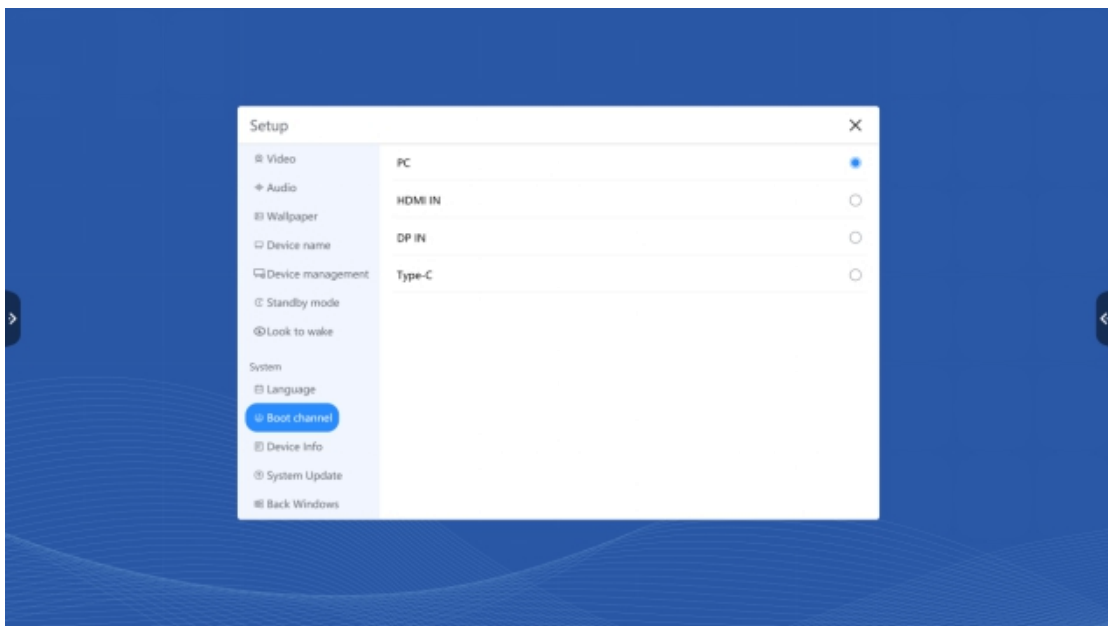 Setup
Video
Audio
Wallpaper
Device name
Device management
Standby mode
Look to wake
System
Language
Boot channel
Device Info
System Update
Back Windows
PC
HDMI IN
DP IN
Type-C